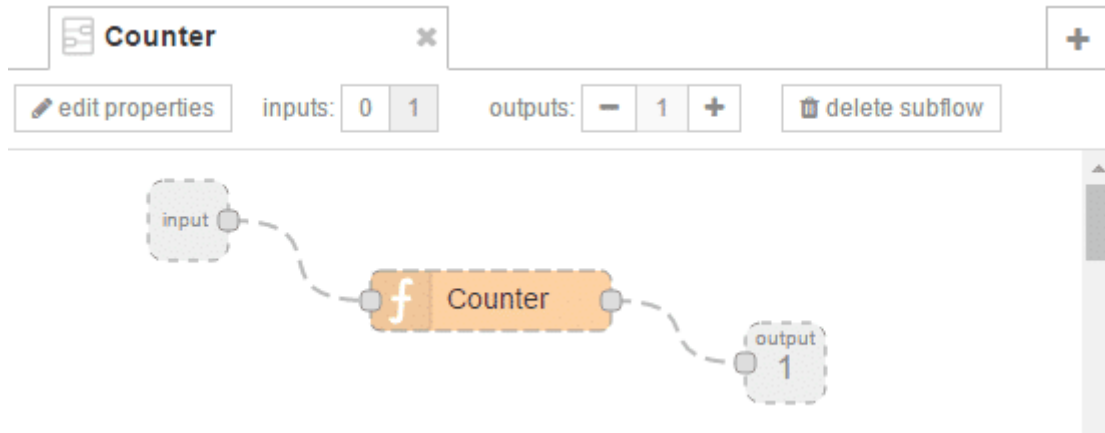 Counter
edit properties inputs: 0 1 outputs: - 1 + delete subflow
input
Counter
output
1